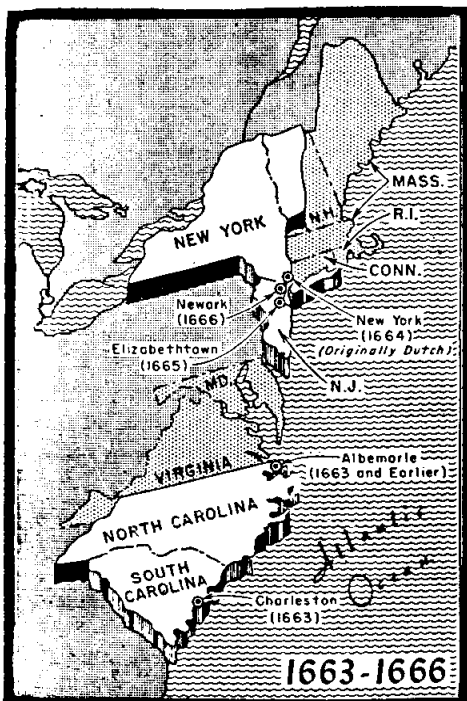 MASS.
N.H.
R.I.
NEW YORK
CONN.
Newark
(1666)
New York
(1664)
(Originally Dutch)
Elizabethtown
(1665)
N.J.
MD.
Albemarle
(1663 and Earlier)
VIRGINIA
NORTH CAROLINA
Atlantic
Ocean
SOUTH
CAROLINA
Charleston
(1663)
1663-1666